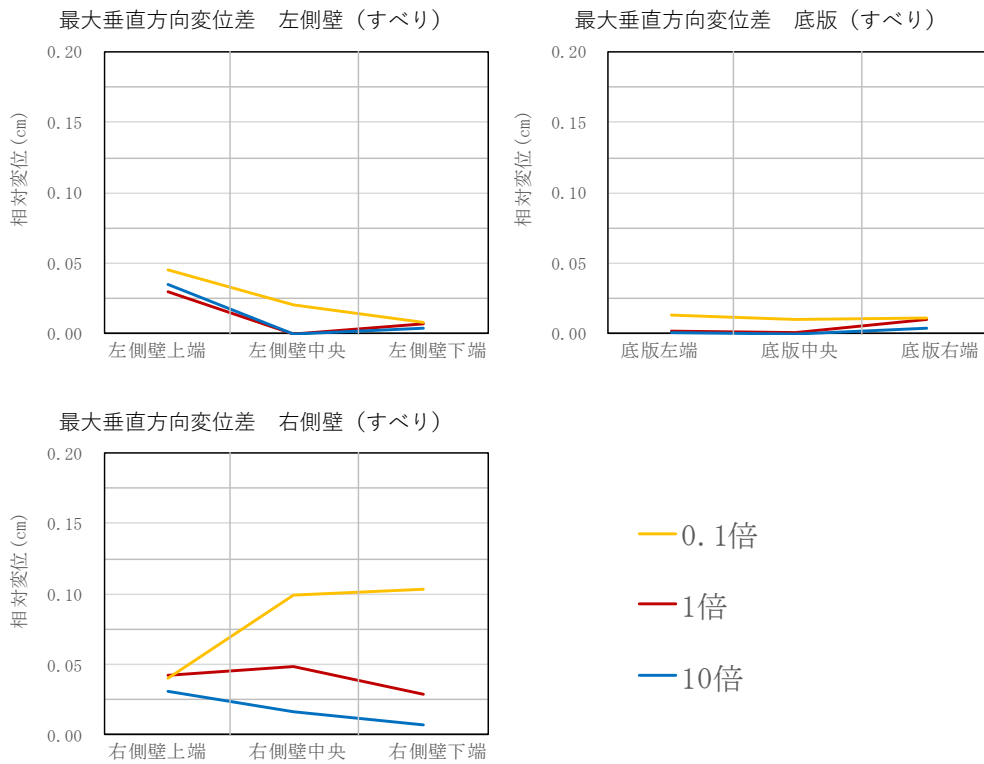 最大垂直方向変位差　左側壁（すべり）
相対変位(cm)
0.20
0.15
0.10
0.05
0.00
左側壁上端　左側壁中央　左側壁下端
最大垂直方向変位差　底版（すべり）
相対変位(cm)
0.20
0.15
0.10
0.05
0.00
底版左端　底版中央　底版右端
最大垂直方向変位差　右側壁（すべり）
相対変位(cm)
0.20
0.15
0.10
0.05
0.00
右側壁上端　右側壁中央　右側壁下端
0.1倍
1倍
10倍